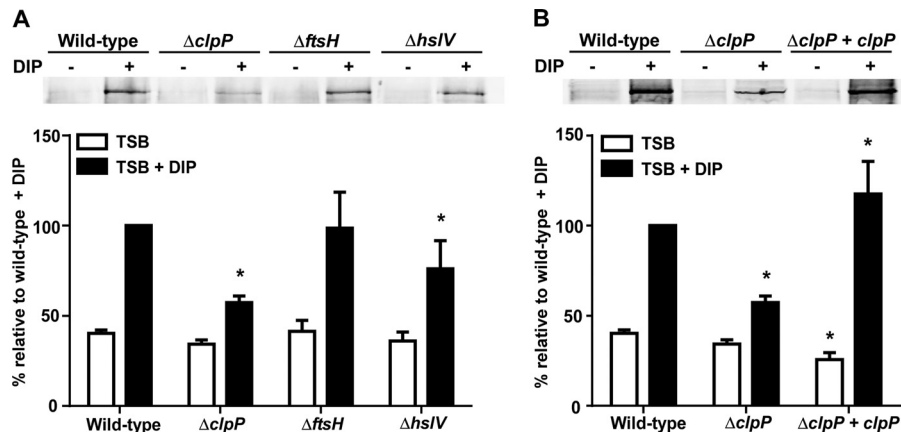 A
Wild-type ΔclpP ΔftsH ΔhslV
DIP - + - + - + - +
% relative to wild-type + DIP
150
100
50
0
TSB
TSB + DIP
* *
Wild-type ΔclpP ΔftsH ΔhslV
B
Wild-type ΔclpP ΔclpP + clpP
DIP - + - + - +
% relative to wild-type + DIP
150
100
50
0
TSB
TSB + DIP
* * *
Wild-type ΔclpP ΔclpP + clpP